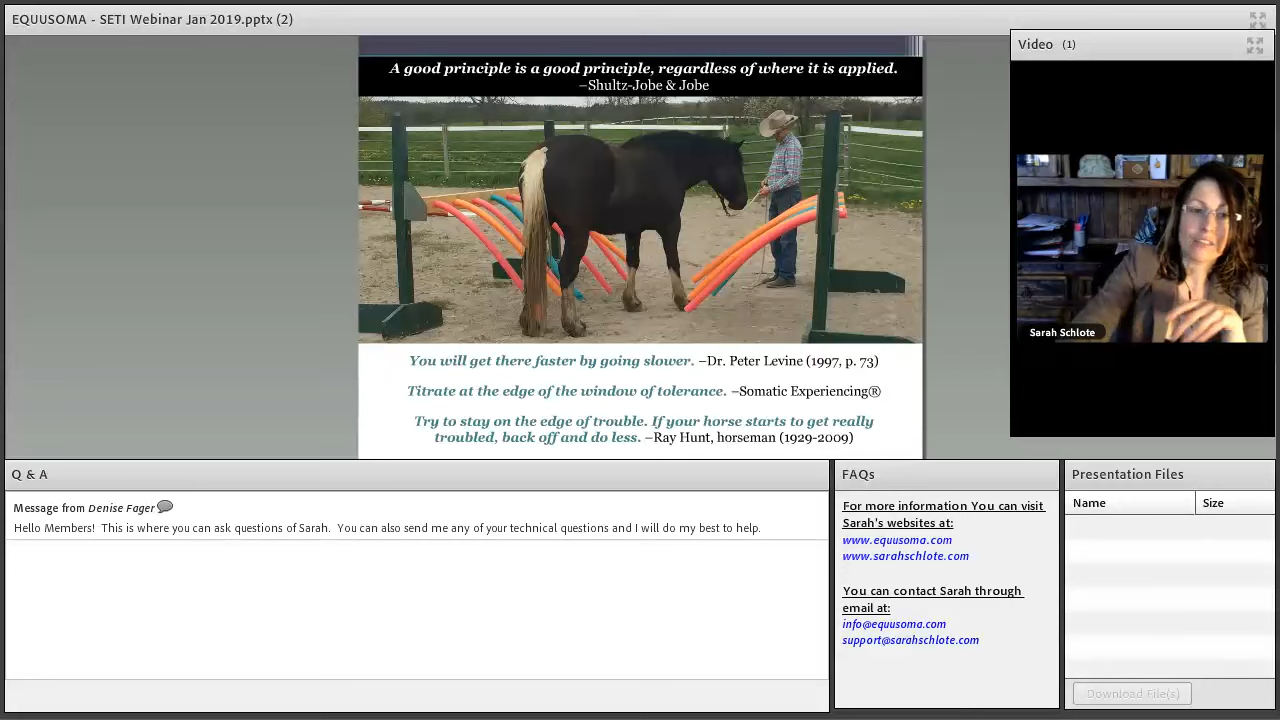 EQUUSOMA - SETI Webinar Jan 2019.pptx (2)
A good principle is a good principle, regardless of where it is applied.
–Shultz-Jobe & Jobe
You will get there faster by going slower. –Dr. Peter Levine (1997, p. 73)
Titrate at the edge of the window of tolerance. –Somatic Experiencing®
Try to stay on the edge of trouble. If your horse starts to get really
troubled, back off and do less. –Ray Hunt, horseman (1929-2009)
Video (1)
Sarah Schlote
Q & A
Message from Denise Fager
Hello Members! This is where you can ask questions of Sarah. You can also send me any of your technical questions and I will do my best to help.
FAQs
For more information You can visit
Sarah's websites at:
www.equusoma.com
www.sarahschlote.com
You can contact Sarah through
email at:
info@equusoma.com
support@sarahschlote.com
Presentation Files
Name Size
Download File(s)